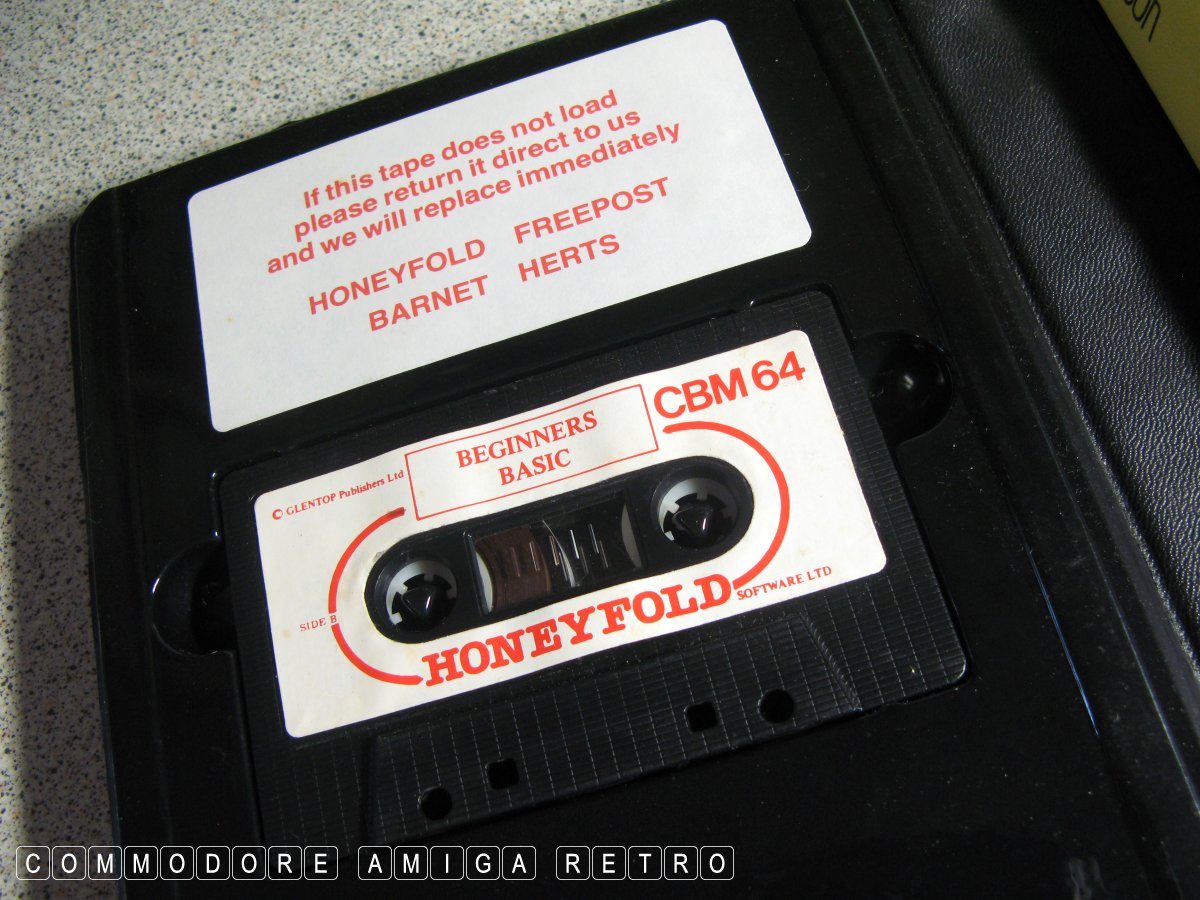 If this tape does not load
please return it direct to us
and we will replace immediately
HONEYFOLD FREEPOST
BARNET HERTS
CBM 64
BEGINNERS
BASIC
© GLENTOP Publishers Ltd
SIDE B
HONEYFOLD
SOFTWARE LTD
COMMODORE AMIGA RETRO